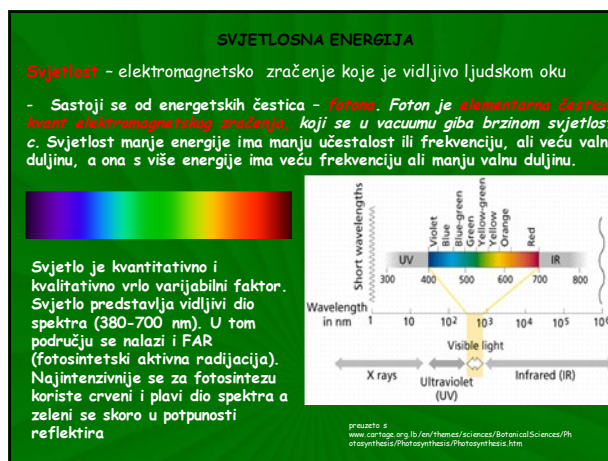 SVJETLOSNA ENERGIJA
Svjetlost – elektromagnetsko zračenje koje je vidljivo ljudskom oku
- Sastoji se od energetskih čestica – fotona. Foton je elementarna čestica,
kvant elektromagnetskog zračenja, koji se u vacuumu giba brzinom svjetlost
c. Svjetlost manje energije ima manju učestalost ili frekvenciju, ali veću valn
duljinu, a ona s više energije ima veću frekvenciju ali manju valnu duljinu.
Svjetlo je kvantitativno i
kvalitativno vrlo varijabilni faktor.
Svjetlo predstavlja vidljivi dio
spektra (380-700 nm). U tom
području se nalazi i FAR
(fotosintetski aktivna radijacija).
Najintenzivnije se za fotosintezu
koriste crveni i plavi dio spektra a
zeleni se skoro u potpunosti
reflektira
Short wavelengths
Violet
Blue
Blue-green
Green
Yellow-green
Yellow
Orange
Red
UV IR
300 400 500 600 700 800
Wavelength
in nm 1 10 10² 10³ 10⁴ 10⁵ 10⁶
Visible light
X rays Ultraviolet Infrared (IR)
(UV)
preuzeto s
www.cartage.org.lb/en/themes/sciences/BotanicalSciences/Ph
otosynthesis/Photosynthesis/Photosynthesis.htm